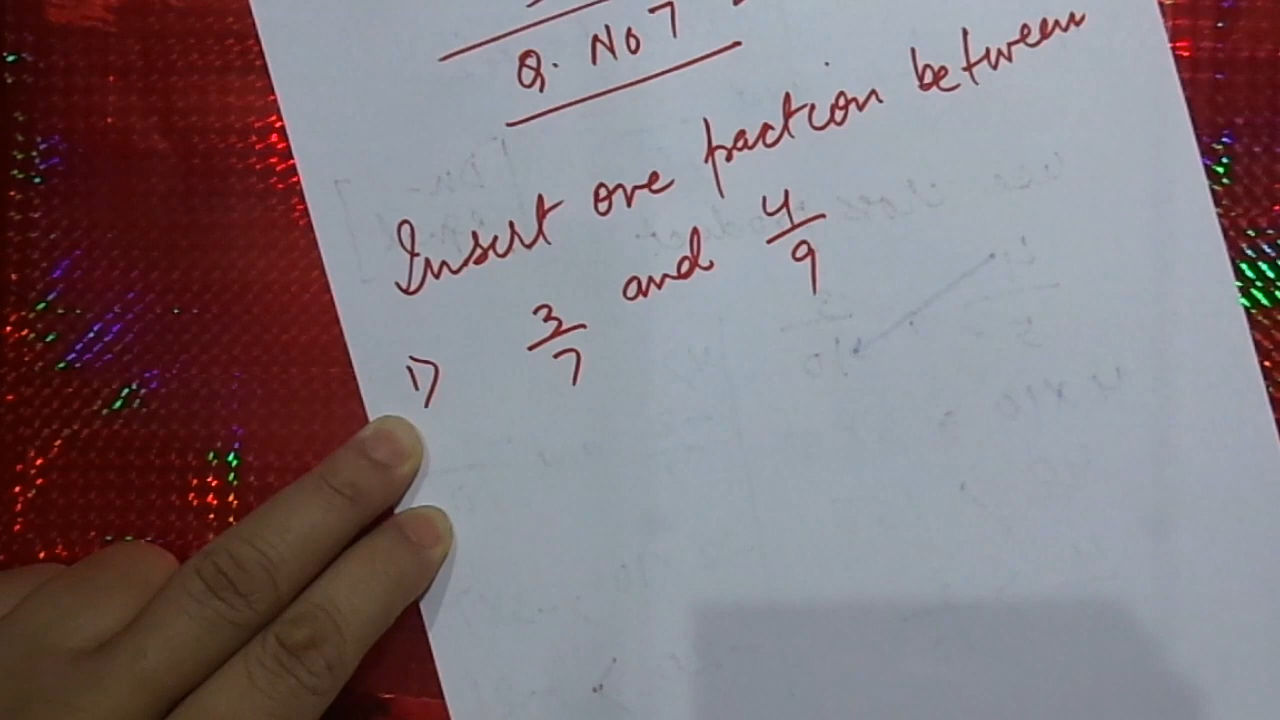 Q. No 7
Insert one fraction between
1) 3/7 and 4/9